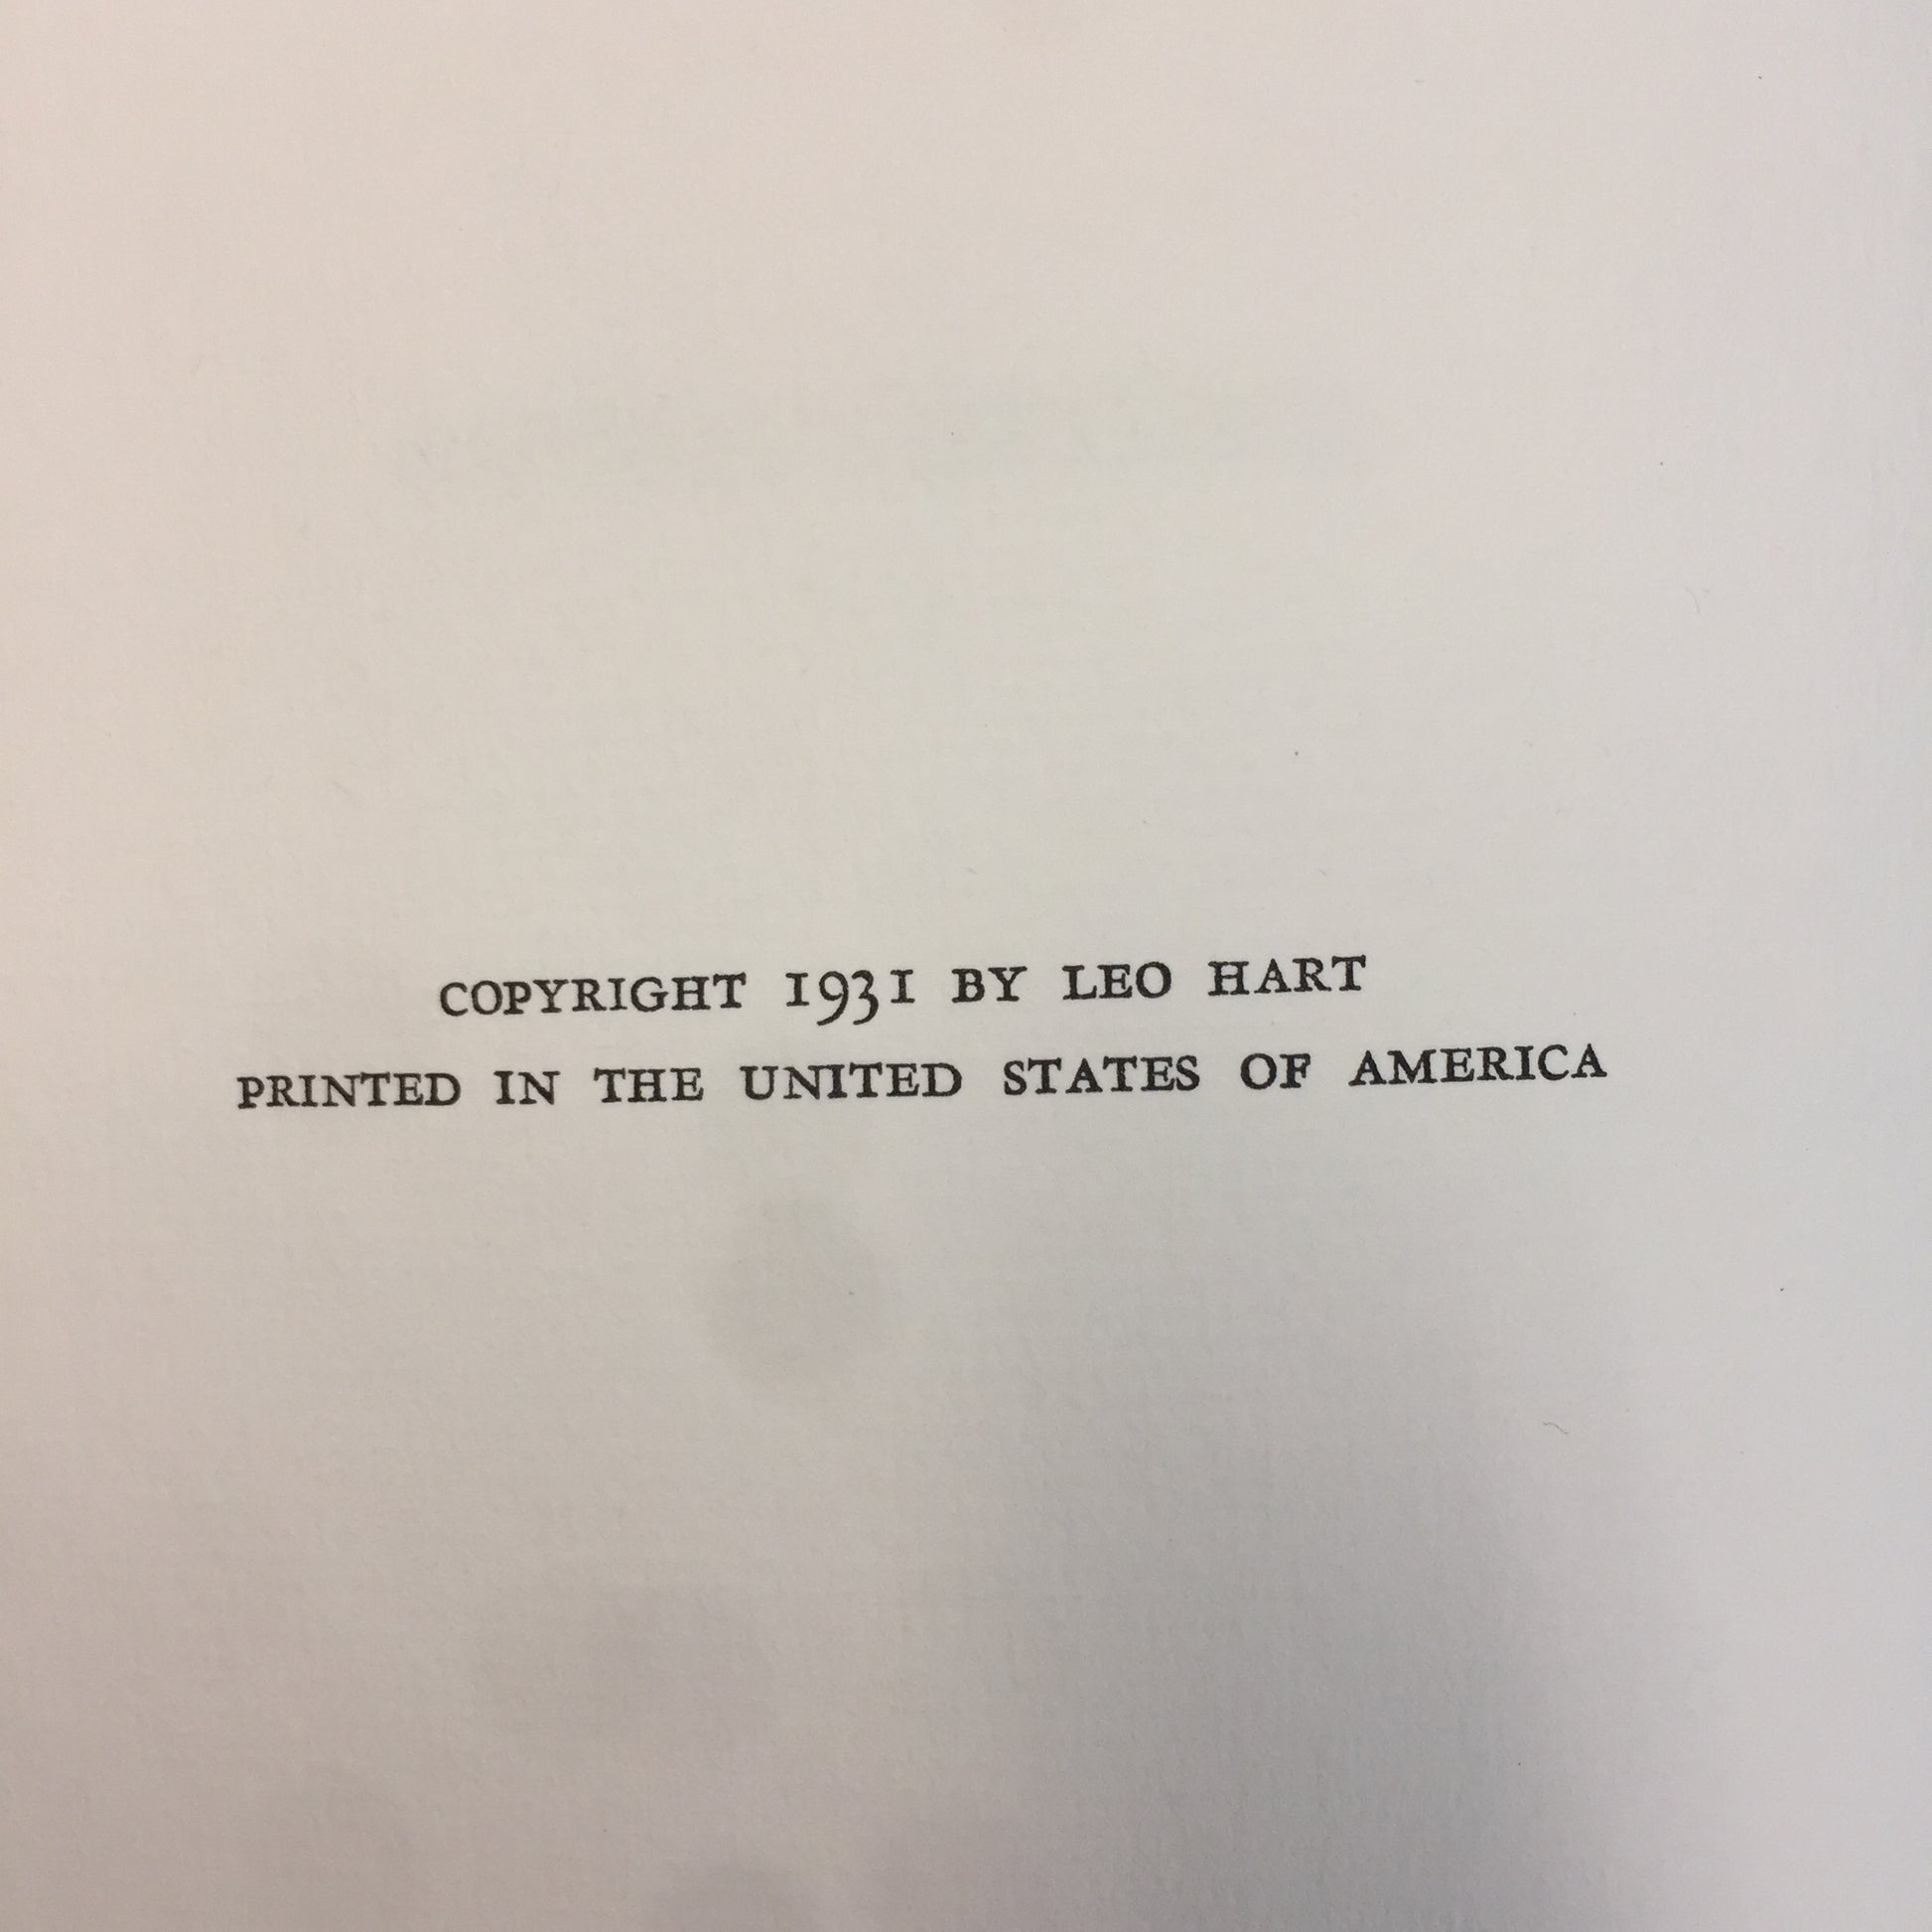 COPYRIGHT 1931 BY LEO HART
PRINTED IN THE UNITED STATES OF AMERICA